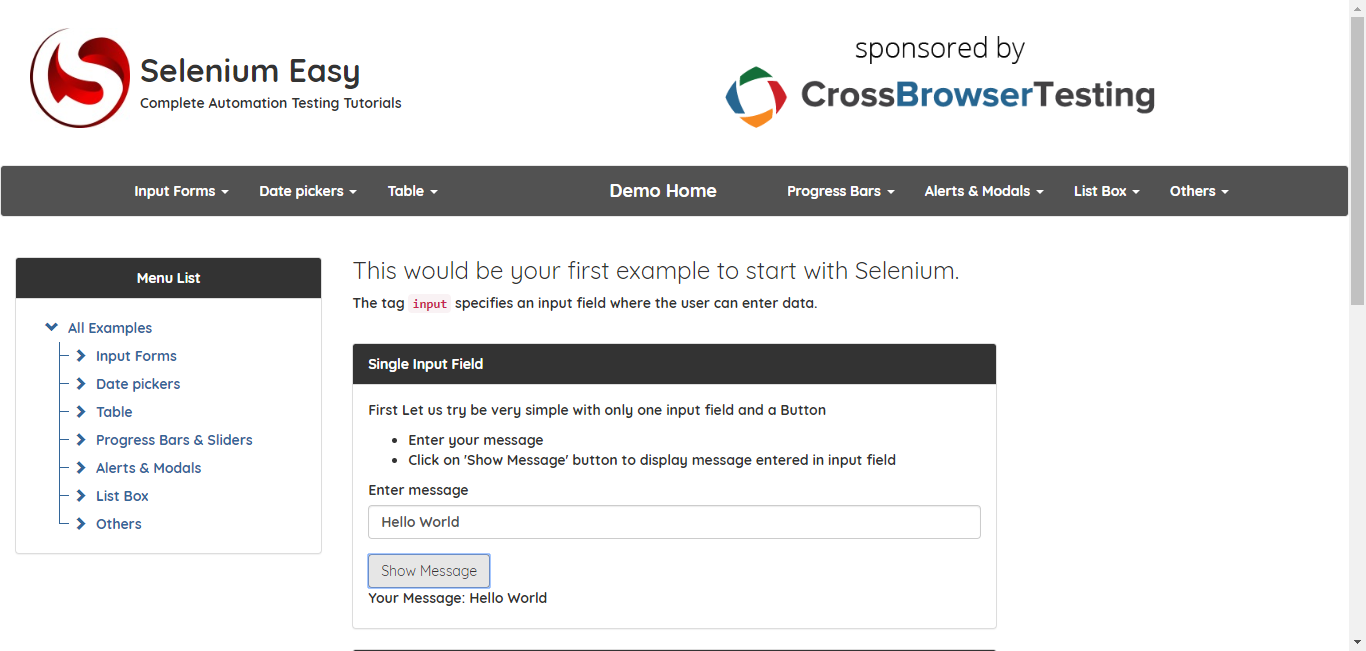 Selenium Easy
Complete Automation Testing Tutorials
sponsored by
CrossBrowserTesting
Input Forms Date pickers Table Demo Home Progress Bars Alerts & Modals List Box Others
Menu List
All Examples
Input Forms
Date pickers
Table
Progress Bars & Sliders
Alerts & Modals
List Box
Others
This would be your first example to start with Selenium.
The tag input specifies an input field where the user can enter data.
Single Input Field
First Let us try be very simple with only one input field and a Button
Enter your message
Click on 'Show Message' button to display message entered in input field
Enter message
Hello World
Show Message
Your Message: Hello World